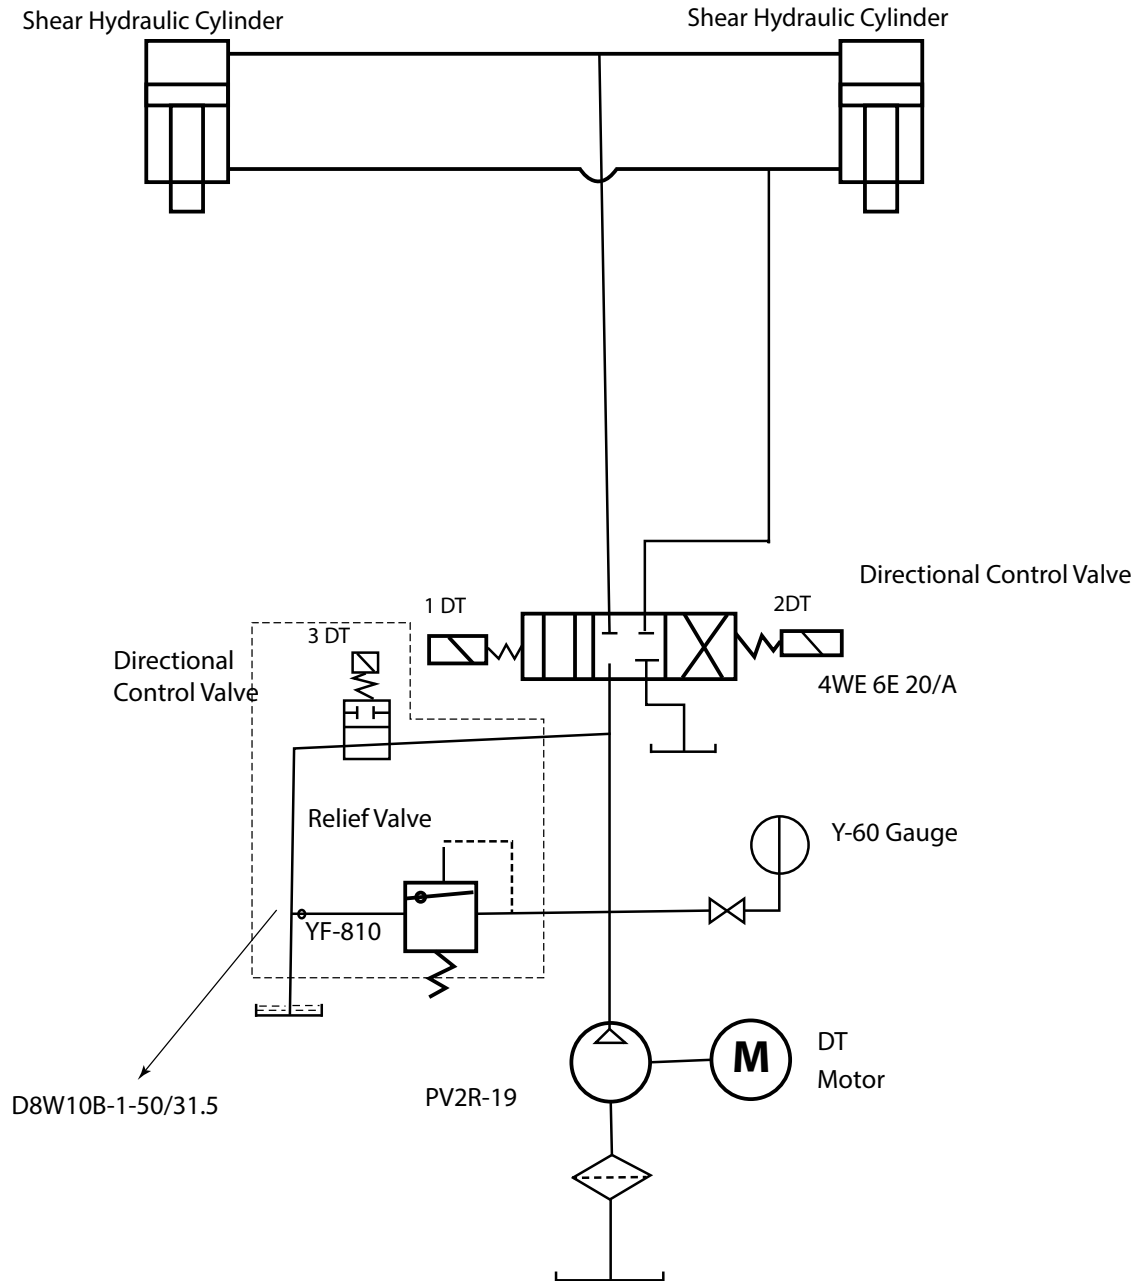 Shear Hydraulic Cylinder
Shear Hydraulic Cylinder
Directional Control Valve
1 DT
2DT
3 DT
Directional
Control Valve
4WE 6E 20/A
Relief Valve
Y-60 Gauge
YF-810
M
DT
Motor
PV2R-19
D8W10B-1-50/31.5